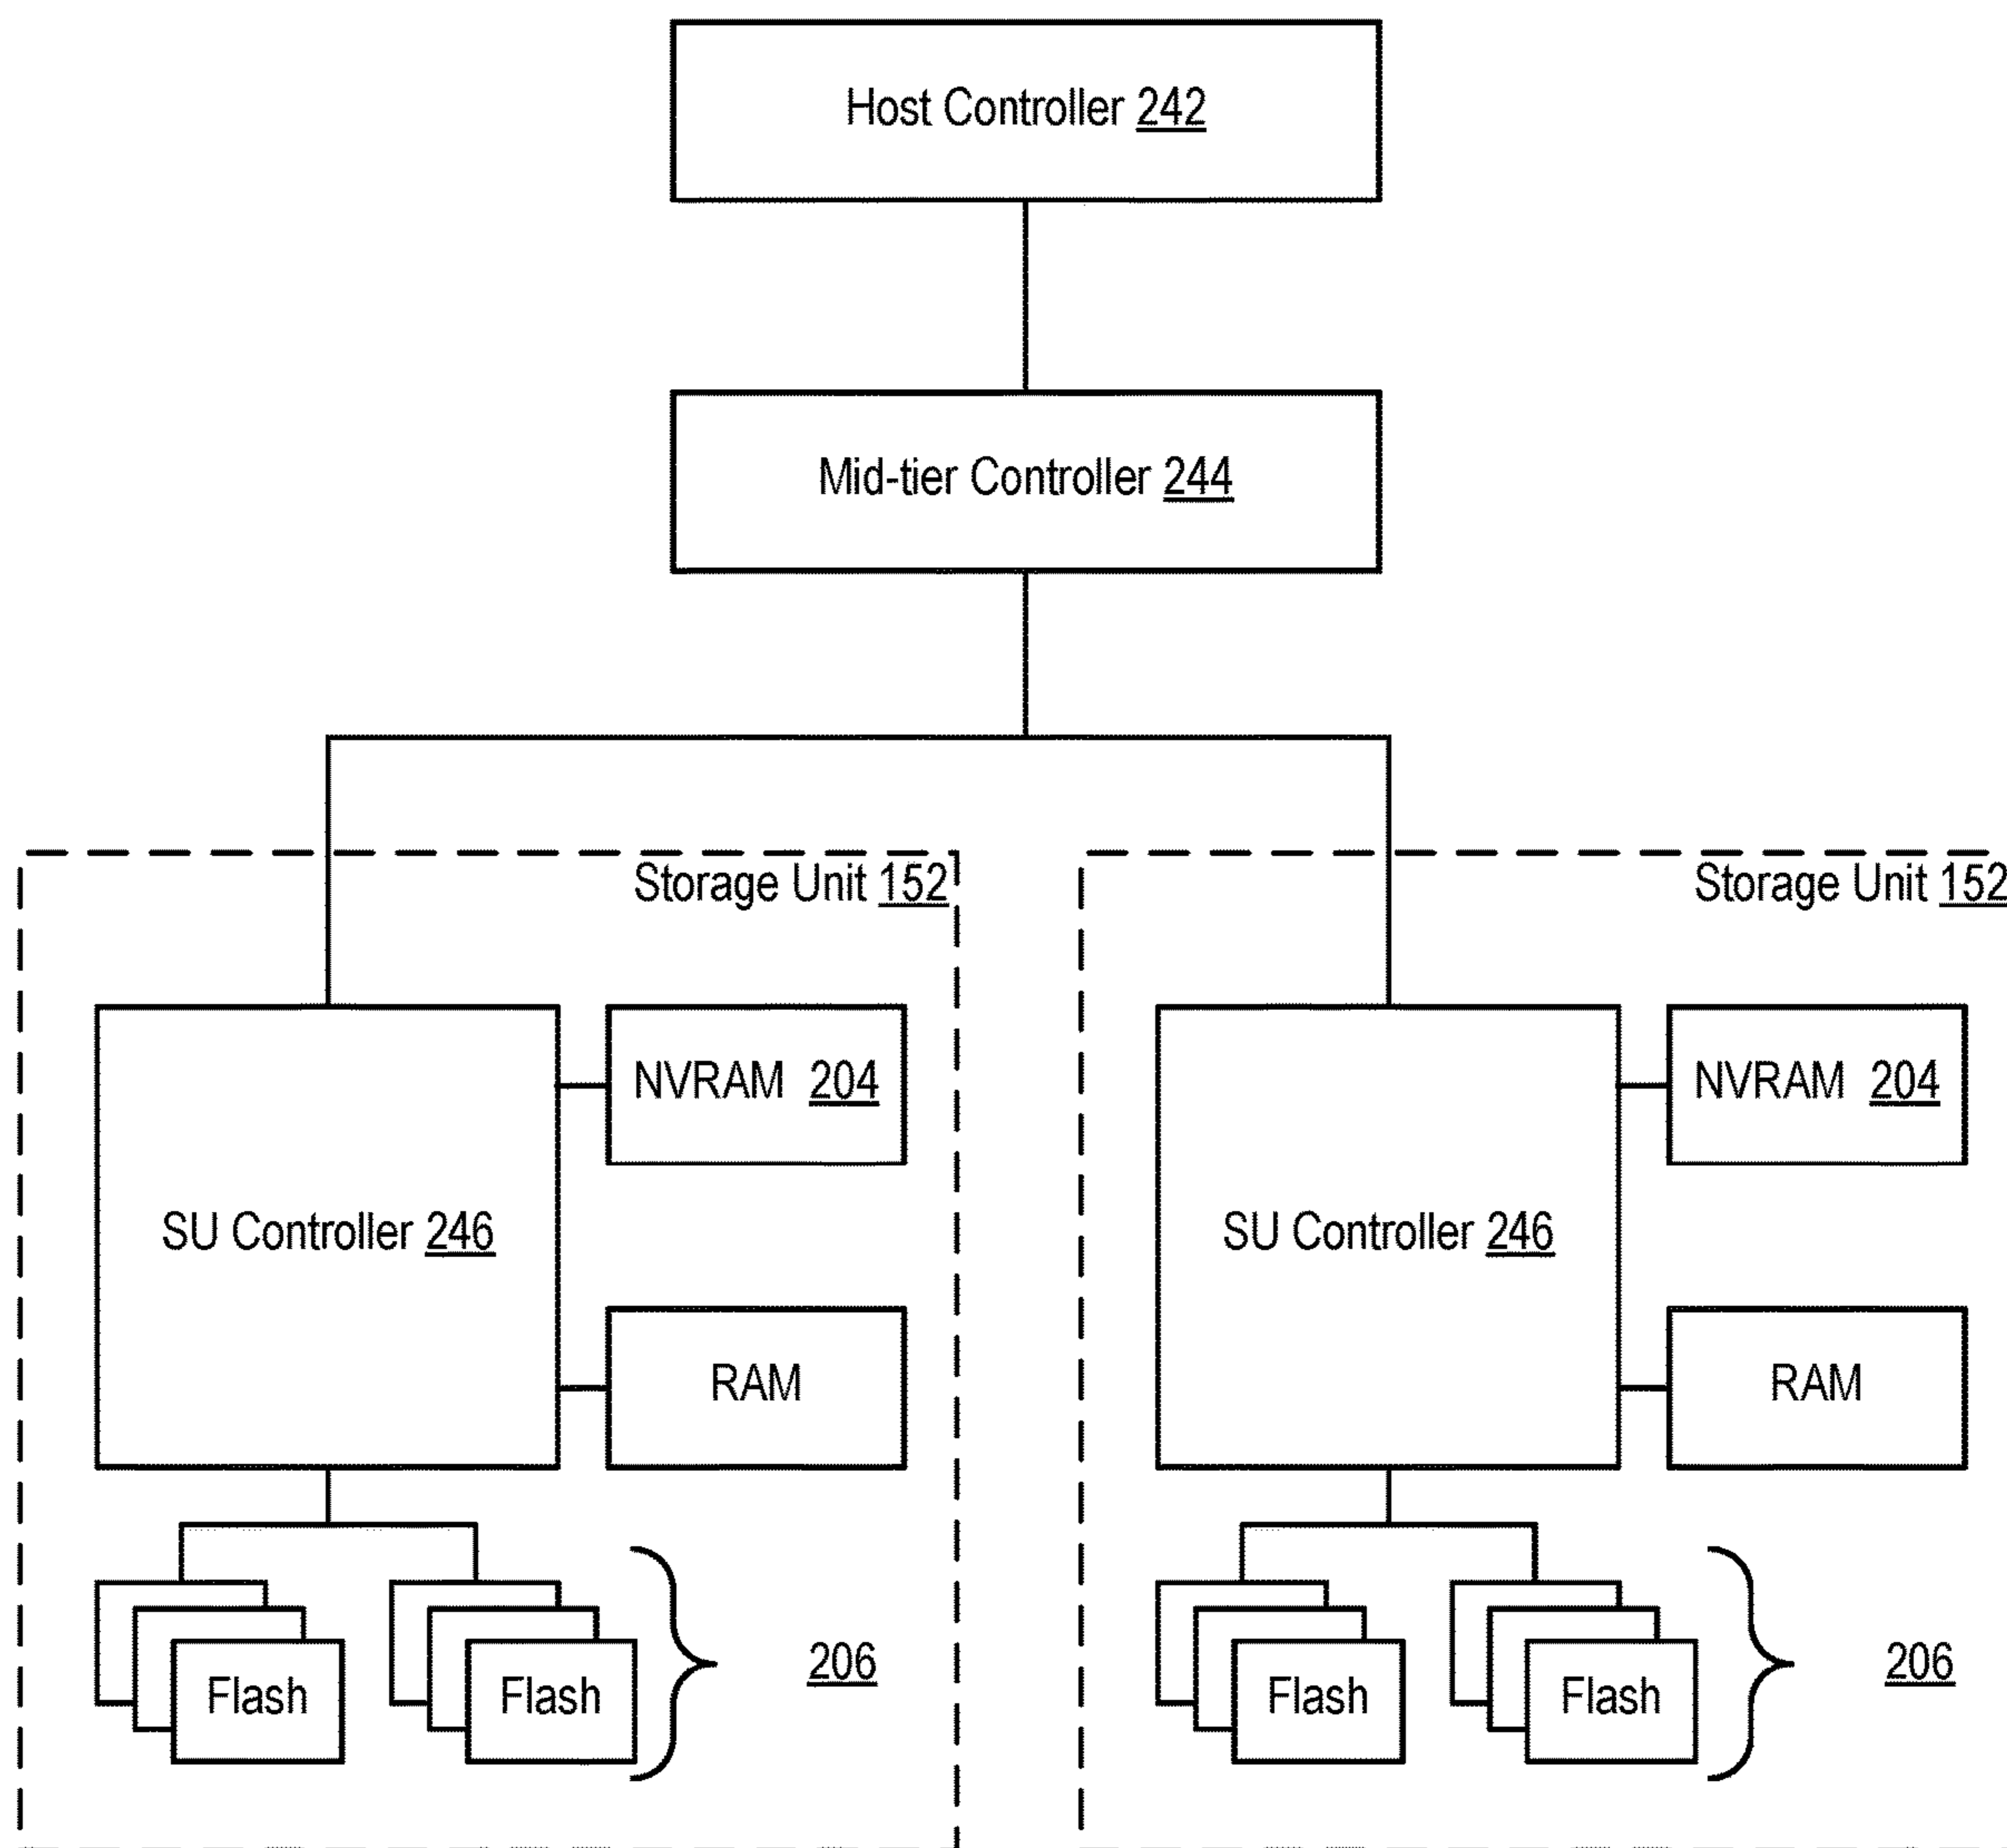 Host Controller 242
Mid-tier Controller 244
Storage Unit 152
Storage Unit 152
NVRAM 204
NVRAM 204
SU Controller 246
SU Controller 246
RAM
RAM
206
206
Flash
Flash
Flash
Flash